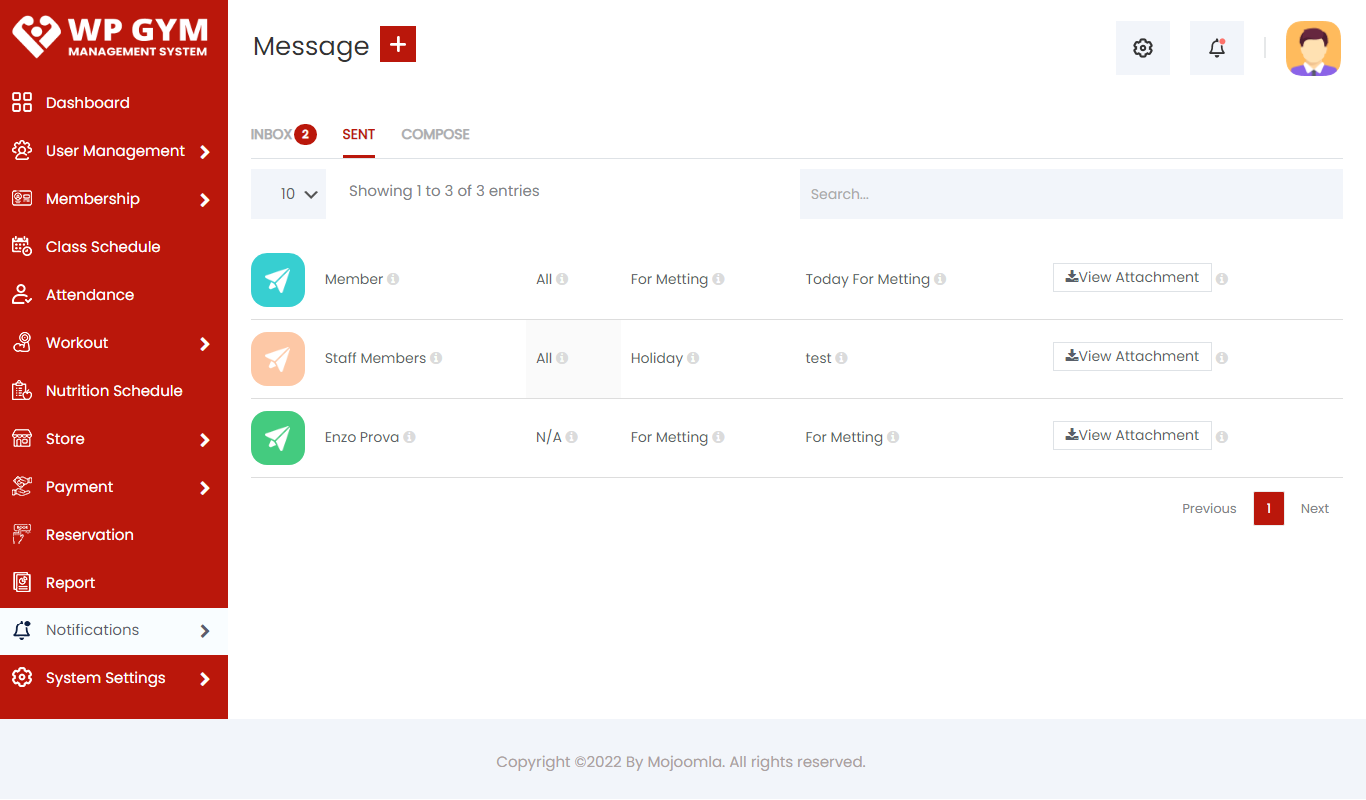 WP GYM
MANAGEMENT SYSTEM
Dashboard
User Management
Membership
Class Schedule
Attendance
Workout
Nutrition Schedule
Store
Payment
Reservation
Report
Notifications
System Settings
Message +
INBOX 2 SENT COMPOSE
10 Showing 1 to 3 of 3 entries Search...
Member All For Metting Today For Metting View Attachment
Staff Members All Holiday test View Attachment
Enzo Prova N/A For Metting For Metting View Attachment
Previous 1 Next
Copyright ©2022 By Mojoomla. All rights reserved.